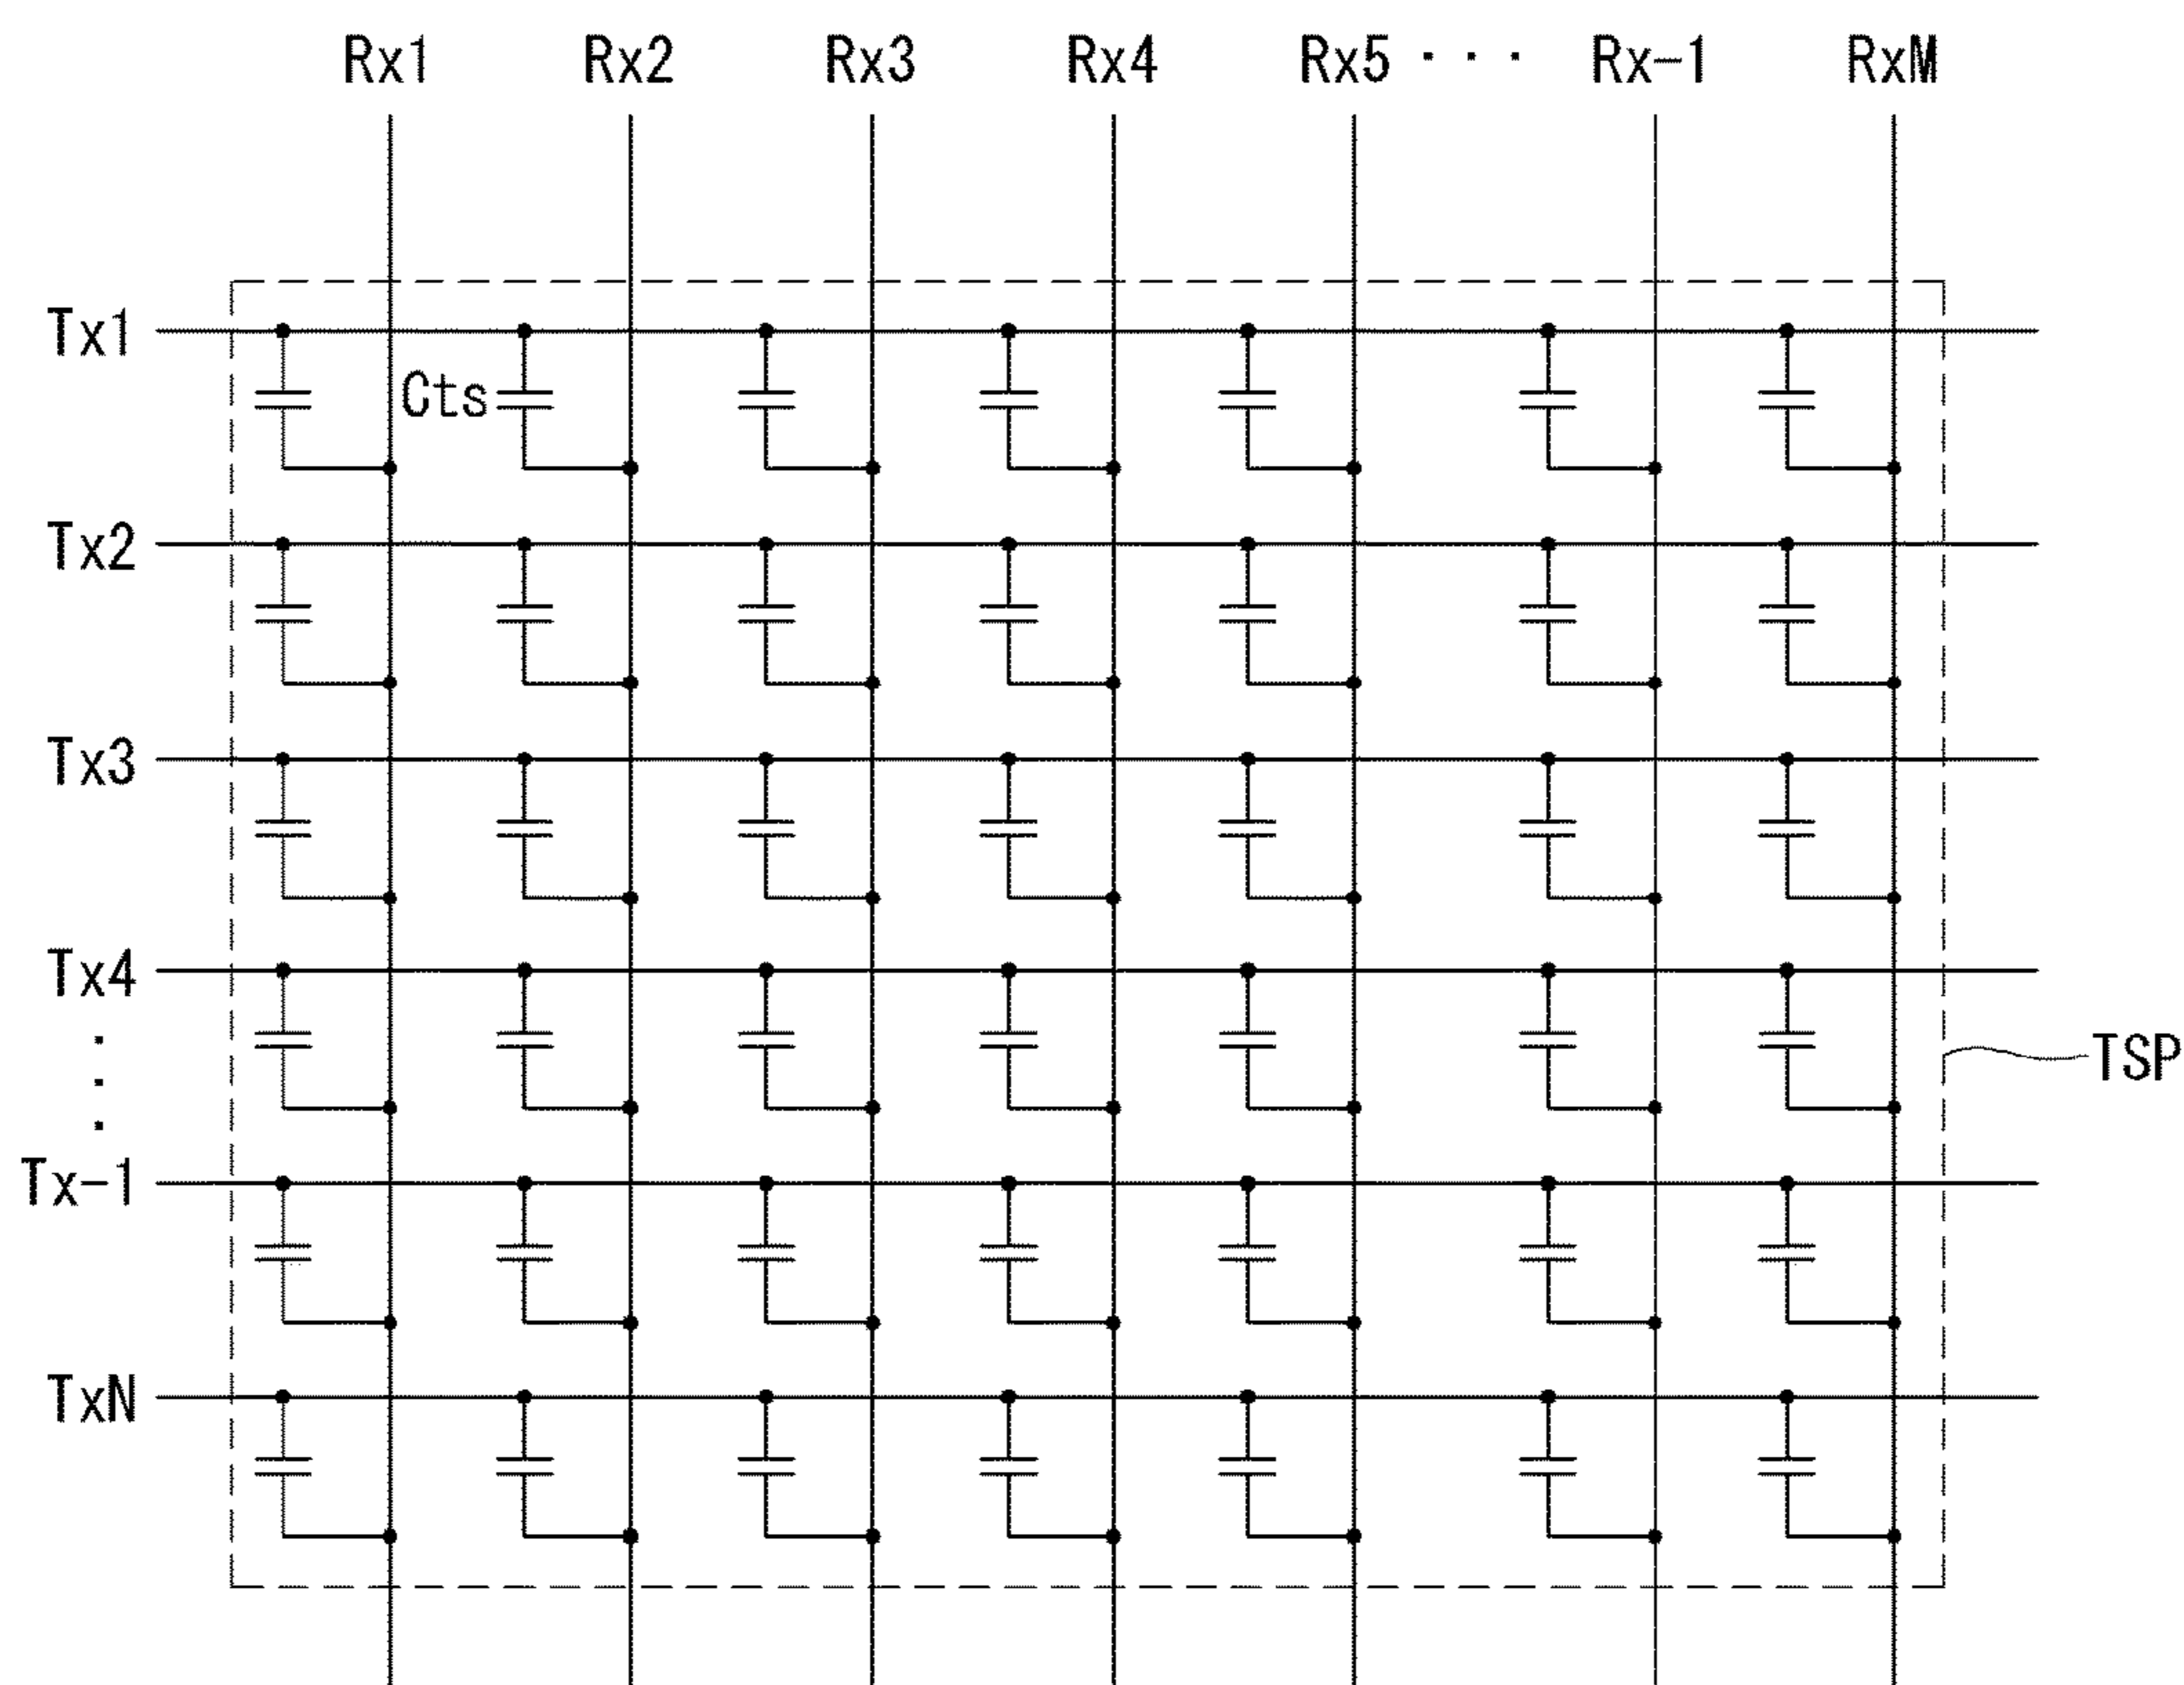 Rx1 Rx2 Rx3 Rx4 Rx5 · · · Rx-1 RxM
Tx1
Cts
Tx2
Tx3
Tx4
TSP
Tx-1
TxN